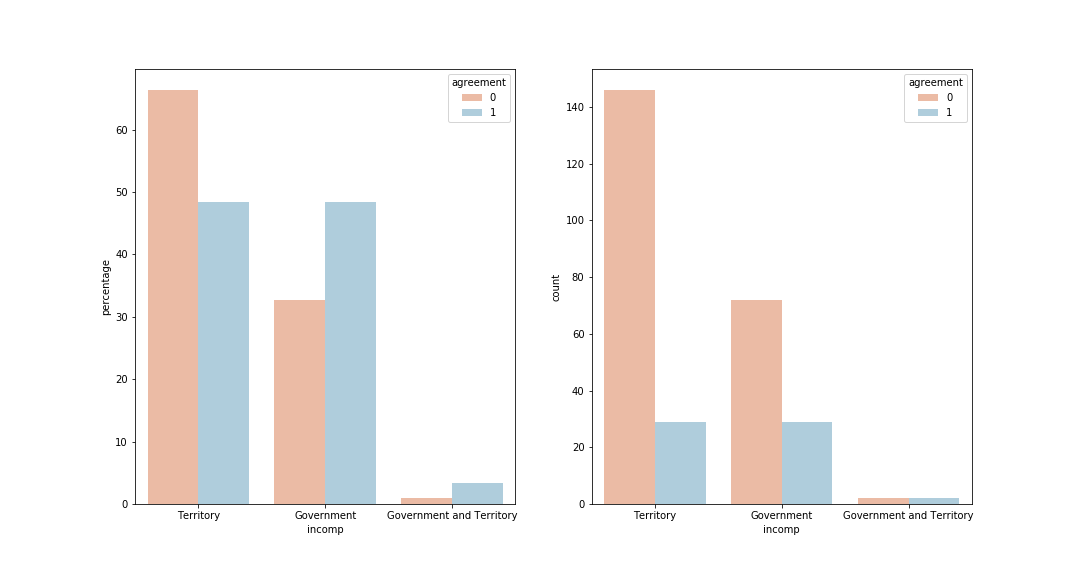 agreement
0
1
60
50
40
30
20
10
0
percentage
Territory
Government
Government and Territory
incomp
agreement
0
1
140
120
100
80
60
40
20
0
count
Territory
Government
Government and Territory
incomp